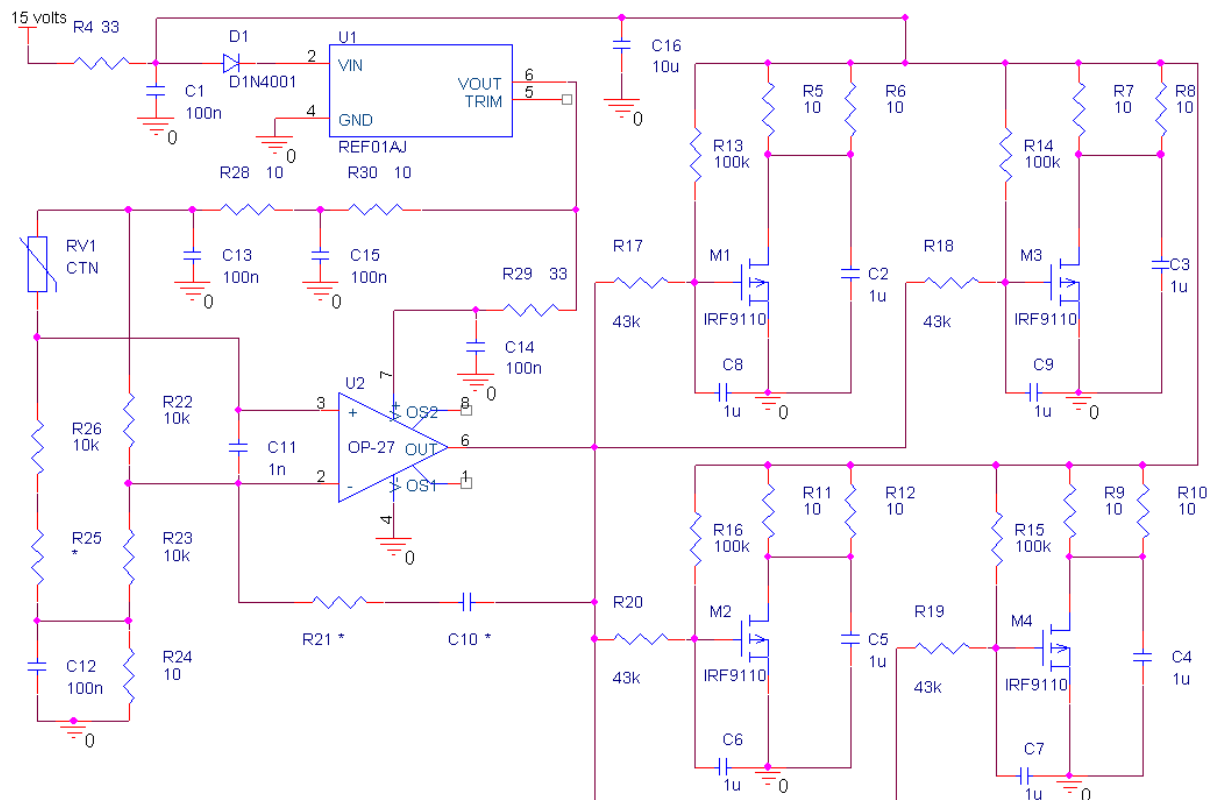 15 volts
R4 33
D1
D1N4001
C1
100n
0
U1
2
VIN
VOUT
6
TRIM
5
4
GND
REF01AJ
0
C16
10u
0
R5
10
R6
10
R7
10
R8
10
R13
100k
R14
100k
R28 10
R30 10
RV1
CTN
C13
100n
0
C15
100n
0
R29 33
C14
100n
0
R17
43k
M1
IRF9110
C2
1u
C8
1u
0
R18
43k
M3
IRF9110
C3
1u
C9
1u
0
R26
10k
R22
10k
C11
1n
U2
7
3
+
+
V
OS2
8
OP-27
OUT
6
2
-
-
V
OS1
1
4
0
R25
*
R23
10k
R21 *
C10 *
C12
100n
R24
10
0
R11
10
R12
10
R9
10
R10
10
R16
100k
R15
100k
R20
43k
M2
IRF9110
C5
1u
C6
1u
0
R19
43k
M4
IRF9110
C4
1u
C7
1u
0